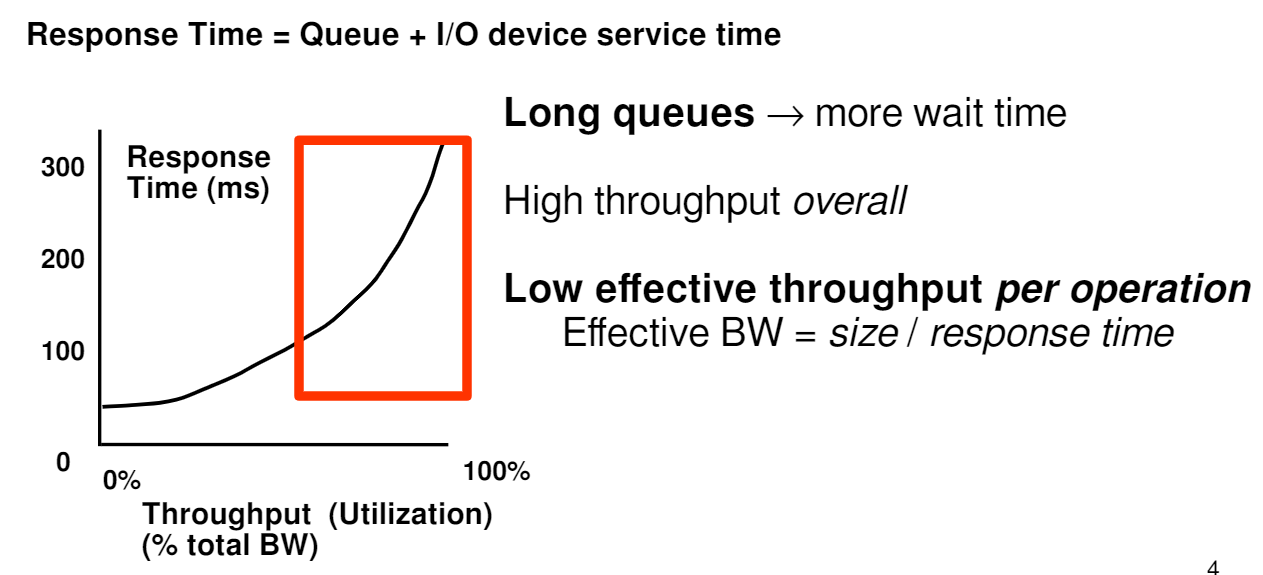 Response Time = Queue + I/O device service time
Response
Time (ms)
300
200
100
0
0%
100%
Throughput (Utilization)
(% total BW)
Long queues → more wait time
High throughput overall
Low effective throughput per operation
Effective BW = size / response time
4